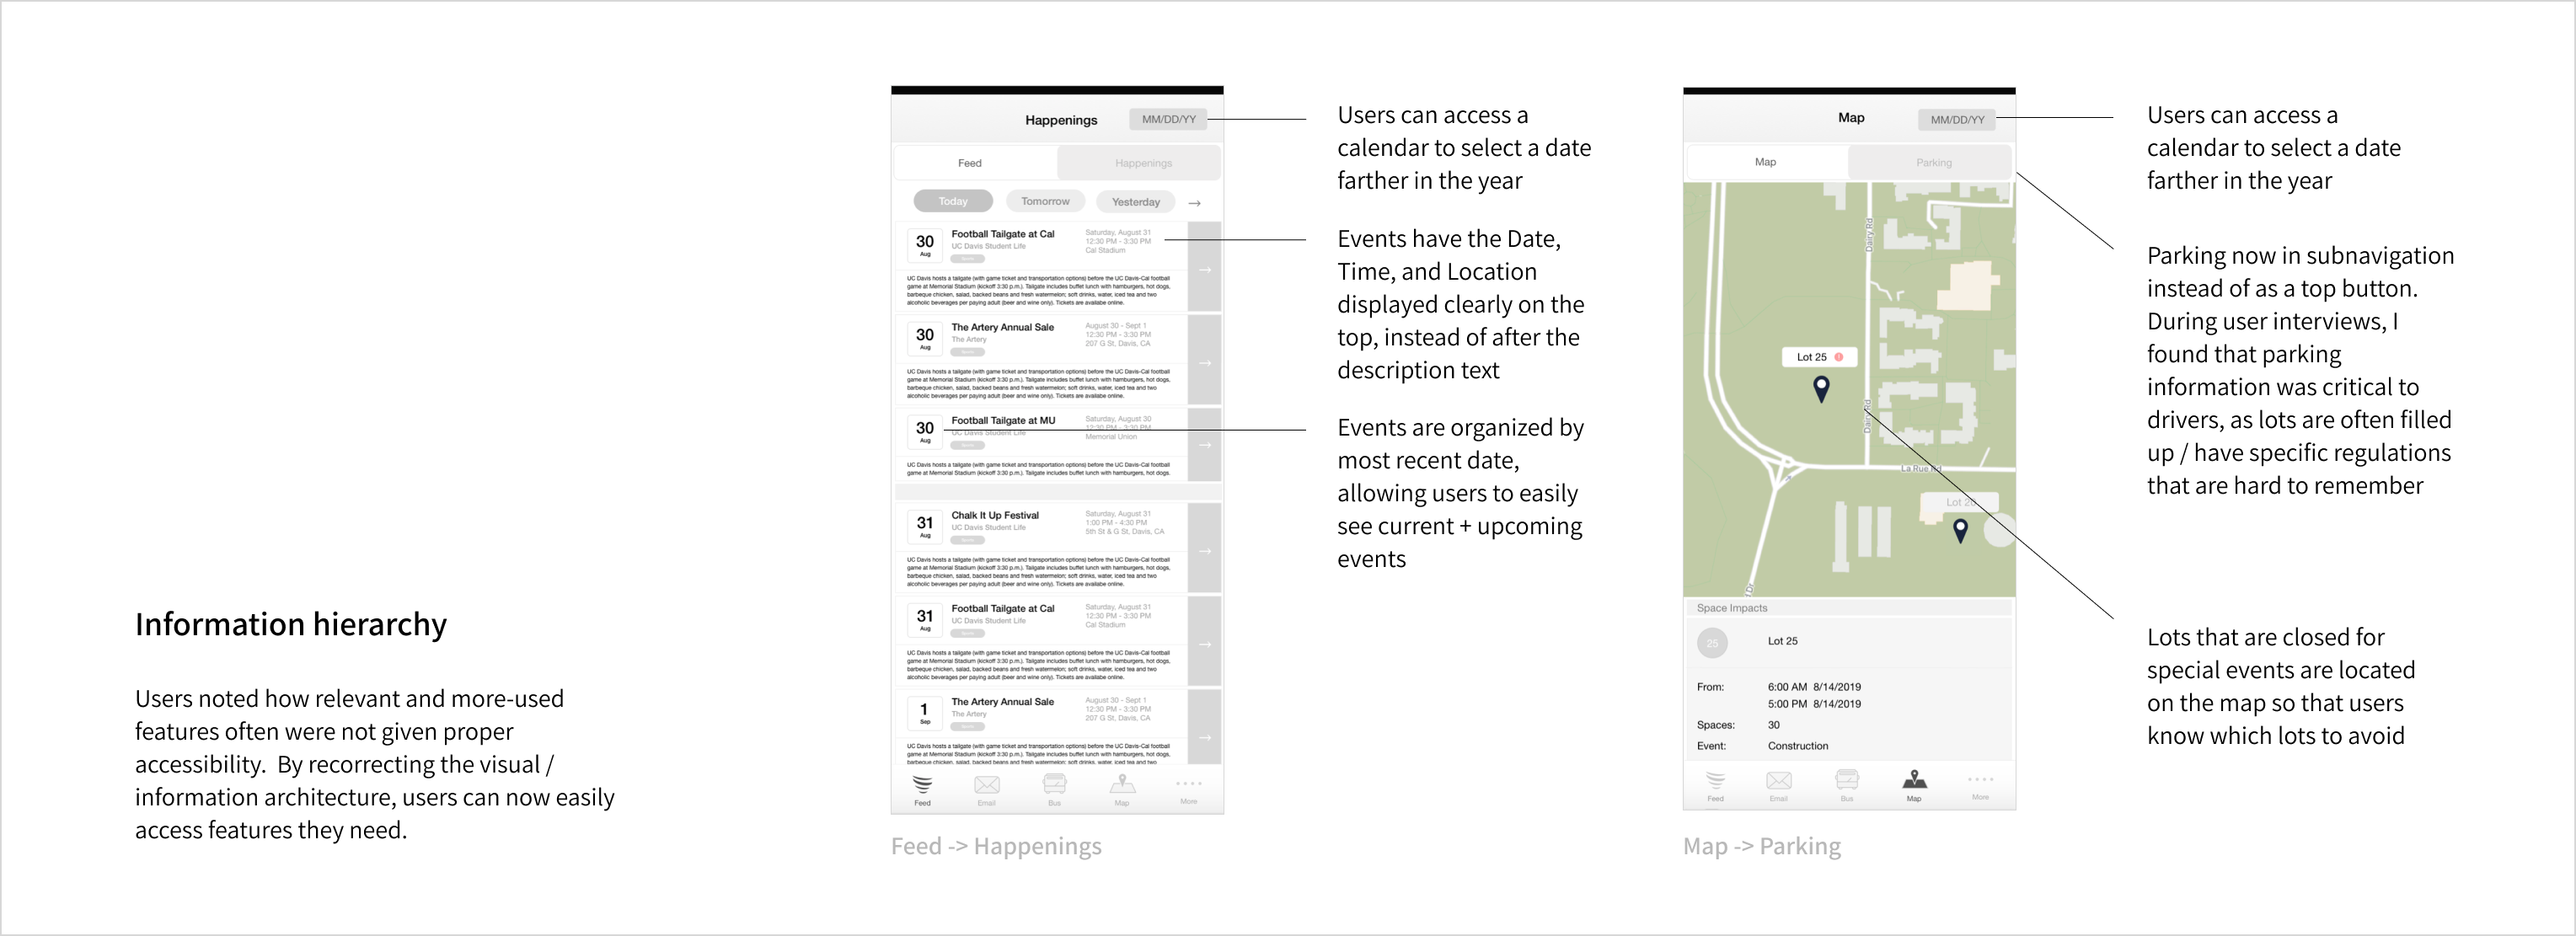 Information hierarchy
Users noted how relevant and more-used
features often were not given proper
accessibility.  By recorrecting the visual /
information architecture, users can now easily
access features they need.
Happenings
MM/DD/YY
Feed
Happenings
Today
Tomorrow
Yesterday
→
30
Aug
Football Tailgate at Cal
UC Davis Student Life
Saturday, August 31
12:30 PM - 3:30 PM
Cal Stadium
UC Davis hosts a tailgate (with game ticket and transportation options) before the UC Davis-Cal football
game at Memorial Stadium (kickoff 3:30 p.m.). Tailgate includes buffet lunch with hamburgers, hot dogs,
barbeque chicken, salad, backed beans and fresh watermelon; soft drinks, water, iced tea and two
alcoholic beverages per paying adult (beer and wine only). Tickets are availabe online.
30
Aug
The Artery Annual Sale
The Artery
August 30 - Sept 1
12:30 PM - 3:30 PM
207 G St, Davis, CA
UC Davis hosts a tailgate (with game ticket and transportation options) before the UC Davis-Cal football
game at Memorial Stadium (kickoff 3:30 p.m.). Tailgate includes buffet lunch with hamburgers, hot dogs,
barbeque chicken, salad, backed beans and fresh watermelon; soft drinks, water, iced tea and two
alcoholic beverages per paying adult (beer and wine only). Tickets are availabe online.
30
Aug
Football Tailgate at MU
UC Davis Student Life
Saturday, August 30
12:30 PM - 3:30 PM
Memorial Union
UC Davis hosts a tailgate (with game ticket and transportation options) before the UC Davis-Cal football
game at Memorial Stadium (kickoff 3:30 p.m.). Tailgate includes buffet lunch with hamburgers, hot dogs,
31
Aug
Chalk It Up Festival
UC Davis Student Life
Saturday, August 31
1:00 PM - 4:30 PM
5th St & G St, Davis, CA
UC Davis hosts a tailgate (with game ticket and transportation options) before the UC Davis-Cal football
game at Memorial Stadium (kickoff 3:30 p.m.). Tailgate includes buffet lunch with hamburgers, hot dogs,
barbeque chicken, salad, backed beans and fresh watermelon; soft drinks, water, iced tea and two
alcoholic beverages per paying adult (beer and wine only). Tickets are availabe online.
31
Aug
Football Tailgate at Cal
UC Davis Student Life
Saturday, August 31
12:30 PM - 3:30 PM
Cal Stadium
UC Davis hosts a tailgate (with game ticket and transportation options) before the UC Davis-Cal football
game at Memorial Stadium (kickoff 3:30 p.m.). Tailgate includes buffet lunch with hamburgers, hot dogs,
barbeque chicken, salad, backed beans and fresh watermelon; soft drinks, water, iced tea and two
alcoholic beverages per paying adult (beer and wine only). Tickets are availabe online.
1
Sep
The Artery Annual Sale
The Artery
August 30 - Sept 1
12:30 PM - 3:30 PM
207 G St, Davis, CA
UC Davis hosts a tailgate (with game ticket and transportation options) before the UC Davis-Cal football
game at Memorial Stadium (kickoff 3:30 p.m.). Tailgate includes buffet lunch with hamburgers, hot dogs,
Feed
Email
Bus
Map
More
Feed -> Happenings
Users can access a
calendar to select a date
farther in the year
Events have the Date,
Time, and Location
displayed clearly on the
top, instead of after the
description text
Events are organized by
most recent date,
allowing users to easily
see current + upcoming
events
Map
MM/DD/YY
Map
Parking
Dairy Rd
Lot 25
Dairy Rd
La Rue Rd
Lot 20
Space Impacts
25
Lot 25
From:
6:00 AM  8/14/2019
5:00 PM  8/14/2019
Spaces:
30
Event:
Construction
Feed
Email
Bus
Map
More
Map -> Parking
Users can access a
calendar to select a date
farther in the year
Parking now in subnavigation
instead of as a top button.
During user interviews, I
found that parking
information was critical to
drivers, as lots are often filled
up / have specific regulations
that are hard to remember
Lots that are closed for
special events are located
on the map so that users
know which lots to avoid